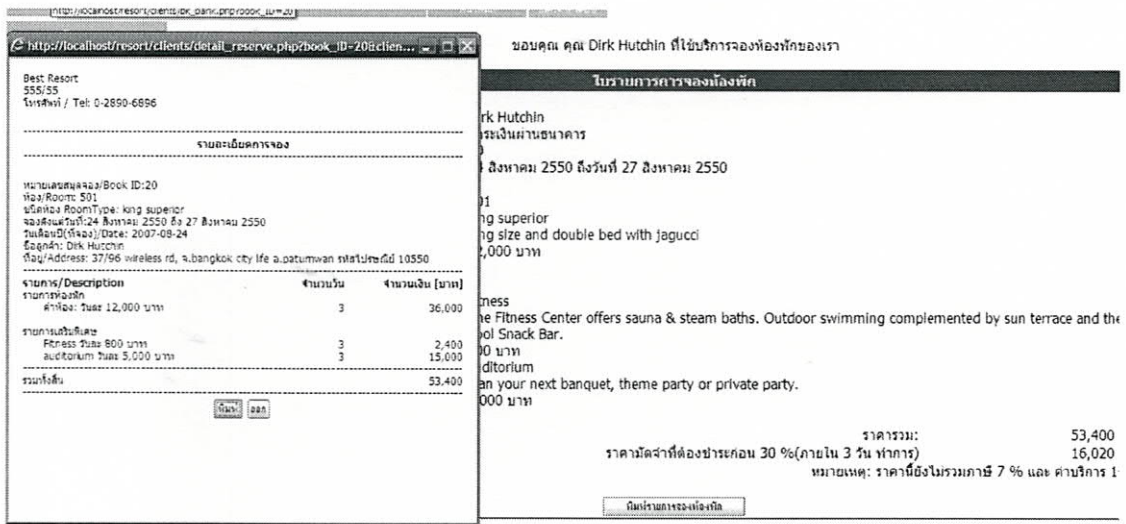 http://localhost/resort/clients/bk_bank.php?book_ID=20
http://localhost/resort/clients/detail_reserve.php?book_ID=20&clien...
Best Resort
555/55
โทรศัพท์ / Tel: 0-2890-6896
รายละเอียดการจอง
หมายเลขสมุดจอง/Book ID:20
ห้อง/Room: 501
ชนิดห้อง RoomType: king superior
จองตั้งแต่วันที่:24 สิงหาคม 2550 ถึง 27 สิงหาคม 2550
วันเดือนปี(ที่จอง)/Date: 2007-08-24
ชื่อลูกค้า: Dirk Hutchin
ที่อยู่/Address: 37/96 wireless rd, จ.bangkok city lfe อ.patumwan รหัสไปรษณีย์ 10550
รายการ/Description จำนวนวัน จำนวนเงิน [บาท]
รายการห้องพัก
ค่าห้อง: วันละ 12,000 บาท 3 36,000
รายการเสริมพิเศษ
Fitness วันละ 800 บาท 3 2,400
auditorium วันละ 5,000 บาท 3 15,000
รวมทั้งสิ้น 53,400
พิมพ์ ออก
ขอบคุณ คุณ Dirk Hutchin ที่ใช้บริการจองห้องพักของเรา
ใบรายการการจองห้องพัก
rk Hutchin
าระเงินผ่านธนาคาร
สิงหาคม 2550 ถึงวันที่ 27 สิงหาคม 2550
01
ng superior
ng size and double bed with jagucci
2,000 บาท
ness
ne Fitness Center offers sauna & steam baths. Outdoor swimming complemented by sun terrace and the
ool Snack Bar.
00 บาท
ditorium
an your next banquet, theme party or private party.
000 บาท
ราคารวม: 53,400
ราคามัดจำที่ต้องชำระก่อน 30 %(ภายใน 3 วัน ทำการ) 16,020
หมายเหตุ: ราคานี้ยังไม่รวมภาษี 7 % และ ค่าบริการ 1
พิมพ์รายการจองห้องพัก